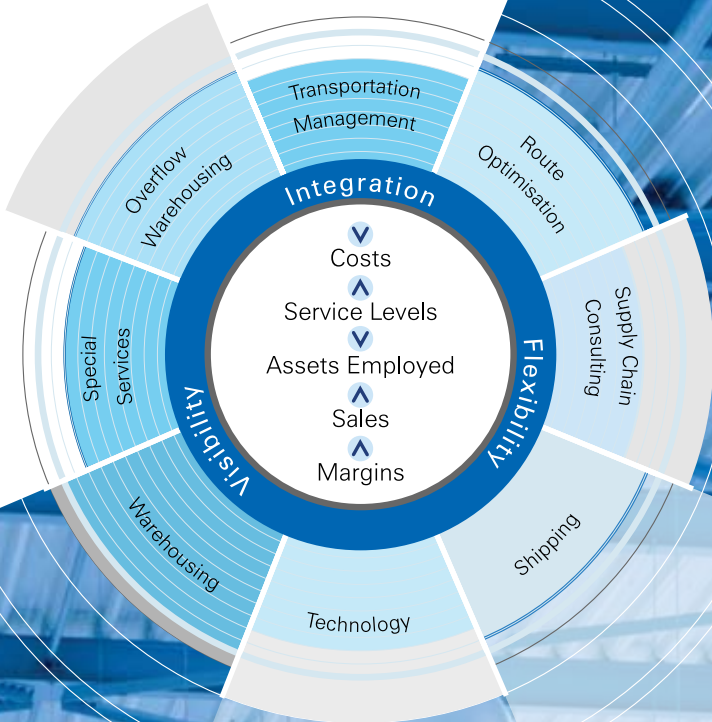 Transportation
Management
Route
Optimisation
Supply Chain
Consulting
Shipping
Technology
Warehousing
Special
Services
Overflow
Warehousing
Integration
Flexibility
Visibility
Costs
Service Levels
Assets Employed
Sales
Margins